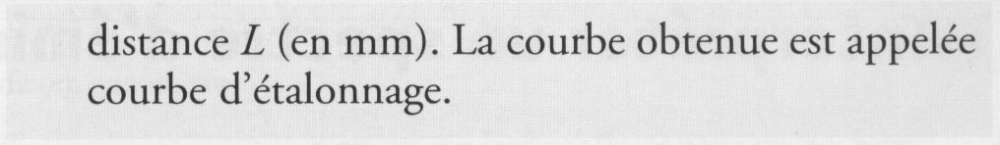 distance L (en mm). La courbe obtenue est appelée
courbe d'étalonnage.